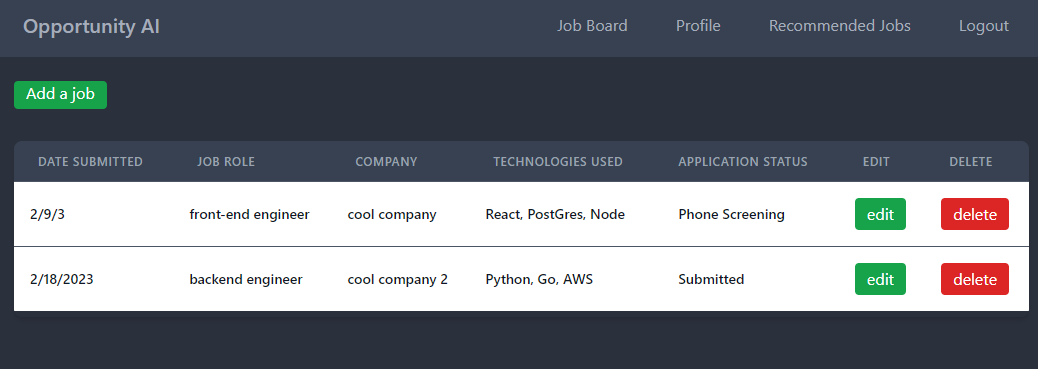 Opportunity AI Job Board Profile Recommended Jobs Logout
Add a job
DATE SUBMITTED JOB ROLE COMPANY TECHNOLOGIES USED APPLICATION STATUS EDIT DELETE
2/9/3 front-end engineer cool company React, PostGres, Node Phone Screening edit delete
2/18/2023 backend engineer cool company 2 Python, Go, AWS Submitted edit delete